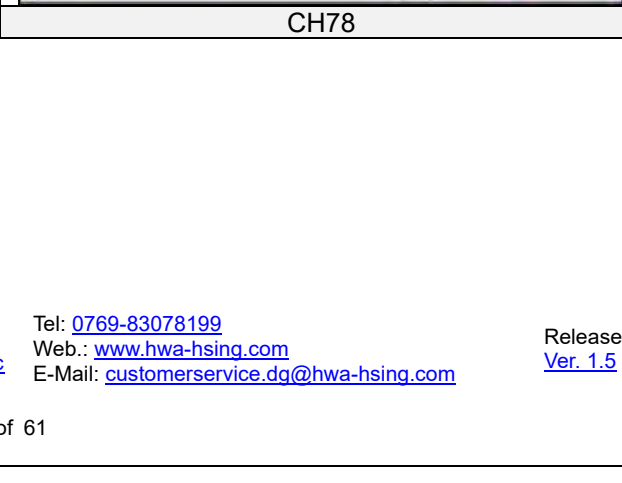 CH78
Tel: 0769-83078199
Web.: www.hwa-hsing.com
E-Mail: customerservice.dg@hwa-hsing.com
Release
Ver. 1.5
of 61